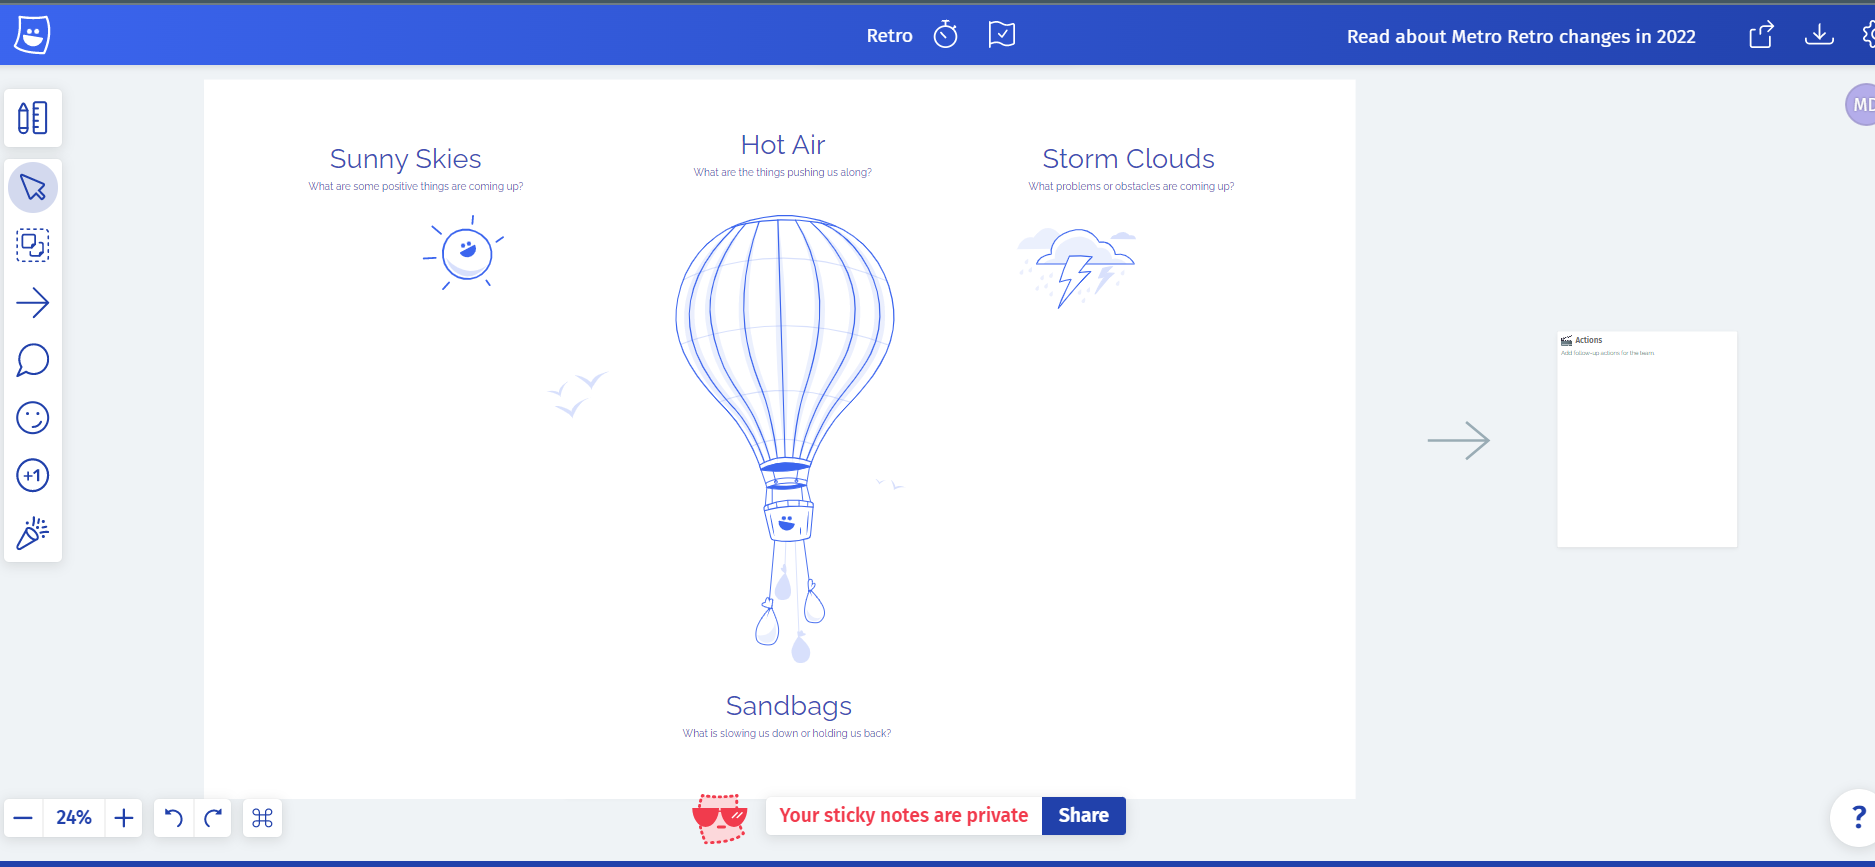 Retro
Read about Metro Retro changes in 2022
MD
Sunny Skies
What are some positive things are coming up?
Hot Air
What are the things pushing us along?
Storm Clouds
What problems or obstacles are coming up?
Actions
Add follow-up actions for the team
+1
Sandbags
What is slowing us down or holding us back?
24%
Your sticky notes are private
Share
?